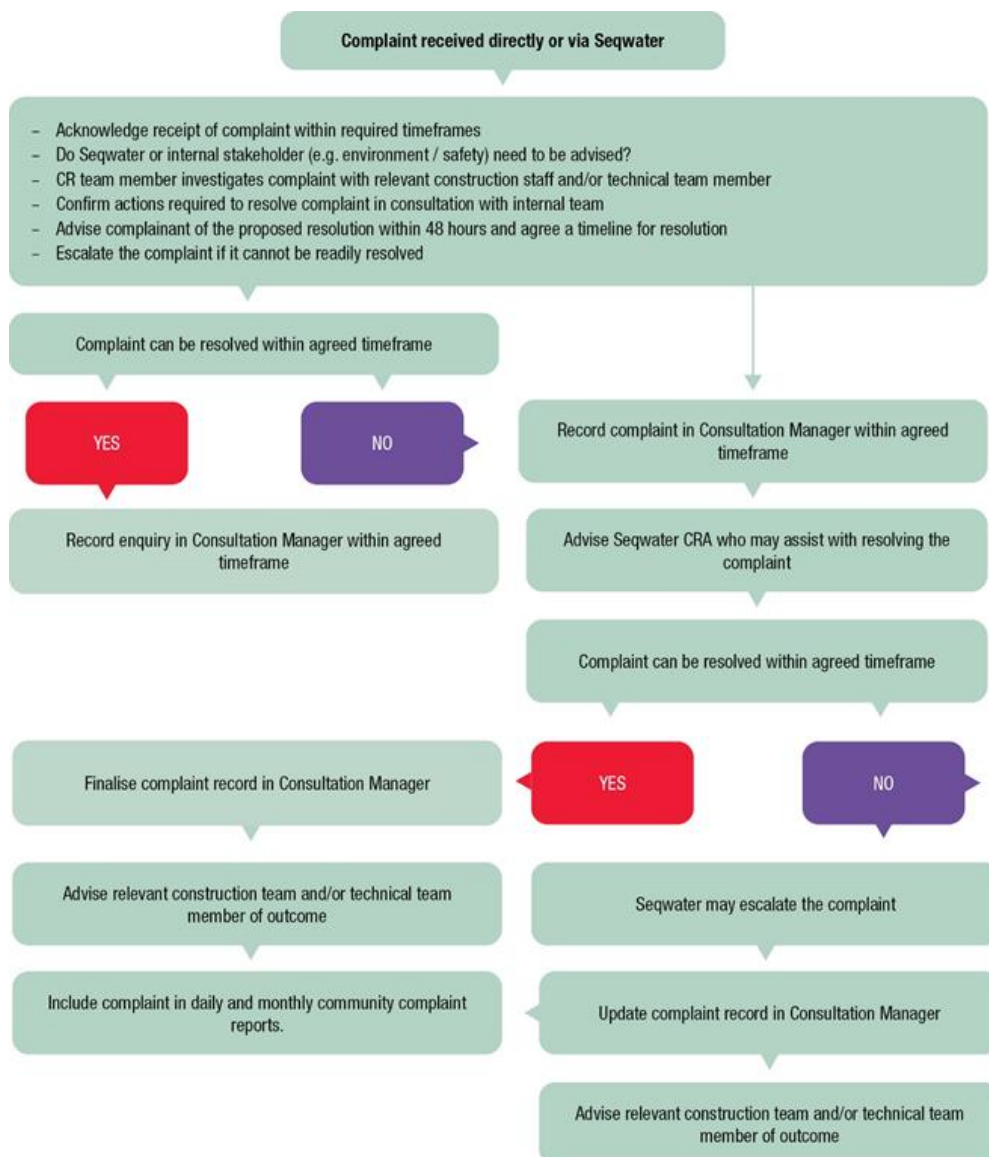 Complaint received directly or via Seqwater
– Acknowledge receipt of complaint within required timeframes
– Do Seqwater or internal stakeholder (e.g. environment / safety) need to be advised?
– CR team member investigates complaint with relevant construction staff and/or technical team member
– Confirm actions required to resolve complaint in consultation with internal team
– Advise complainant of the proposed resolution within 48 hours and agree a timeline for resolution
– Escalate the complaint if it cannot be readily resolved
Complaint can be resolved within agreed timeframe
YES
NO
Record enquiry in Consultation Manager within agreed
timeframe
Record complaint in Consultation Manager within agreed
timeframe
Advise Seqwater CRA who may assist with resolving the
complaint
Complaint can be resolved within agreed timeframe
YES
NO
Finalise complaint record in Consultation Manager
Advise relevant construction team and/or technical team
member of outcome
Include complaint in daily and monthly community complaint
reports.
Seqwater may escalate the complaint
Update complaint record in Consultation Manager
Advise relevant construction team and/or technical team
member of outcome